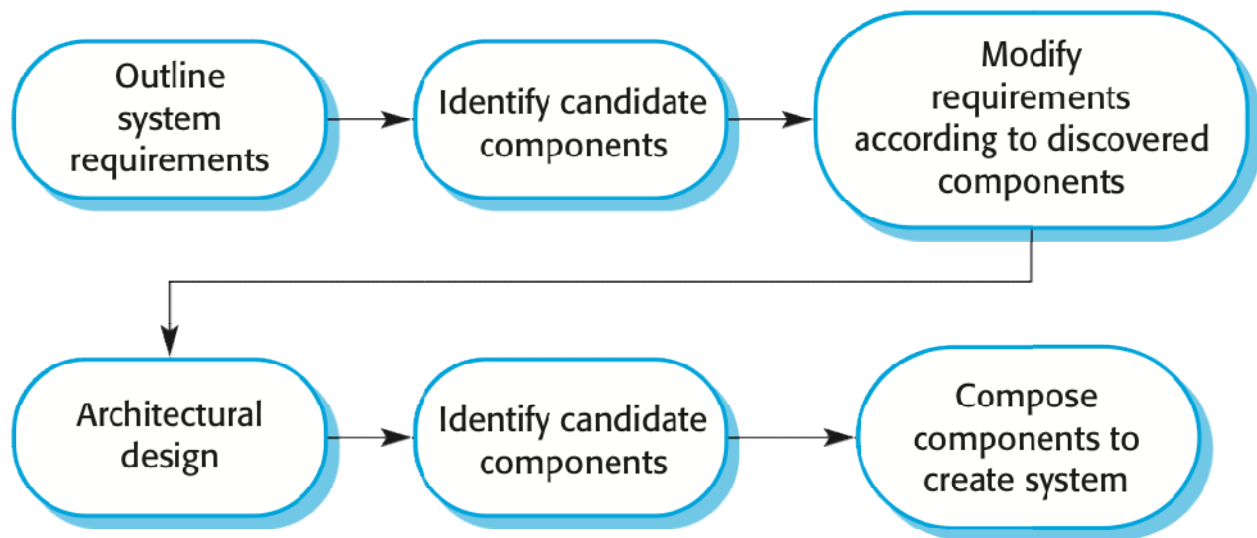 Outline
system
requirements
Identify candidate
components
Modify
requirements
according to discovered
components
Architectural
design
Identify candidate
components
Compose
components to
create system